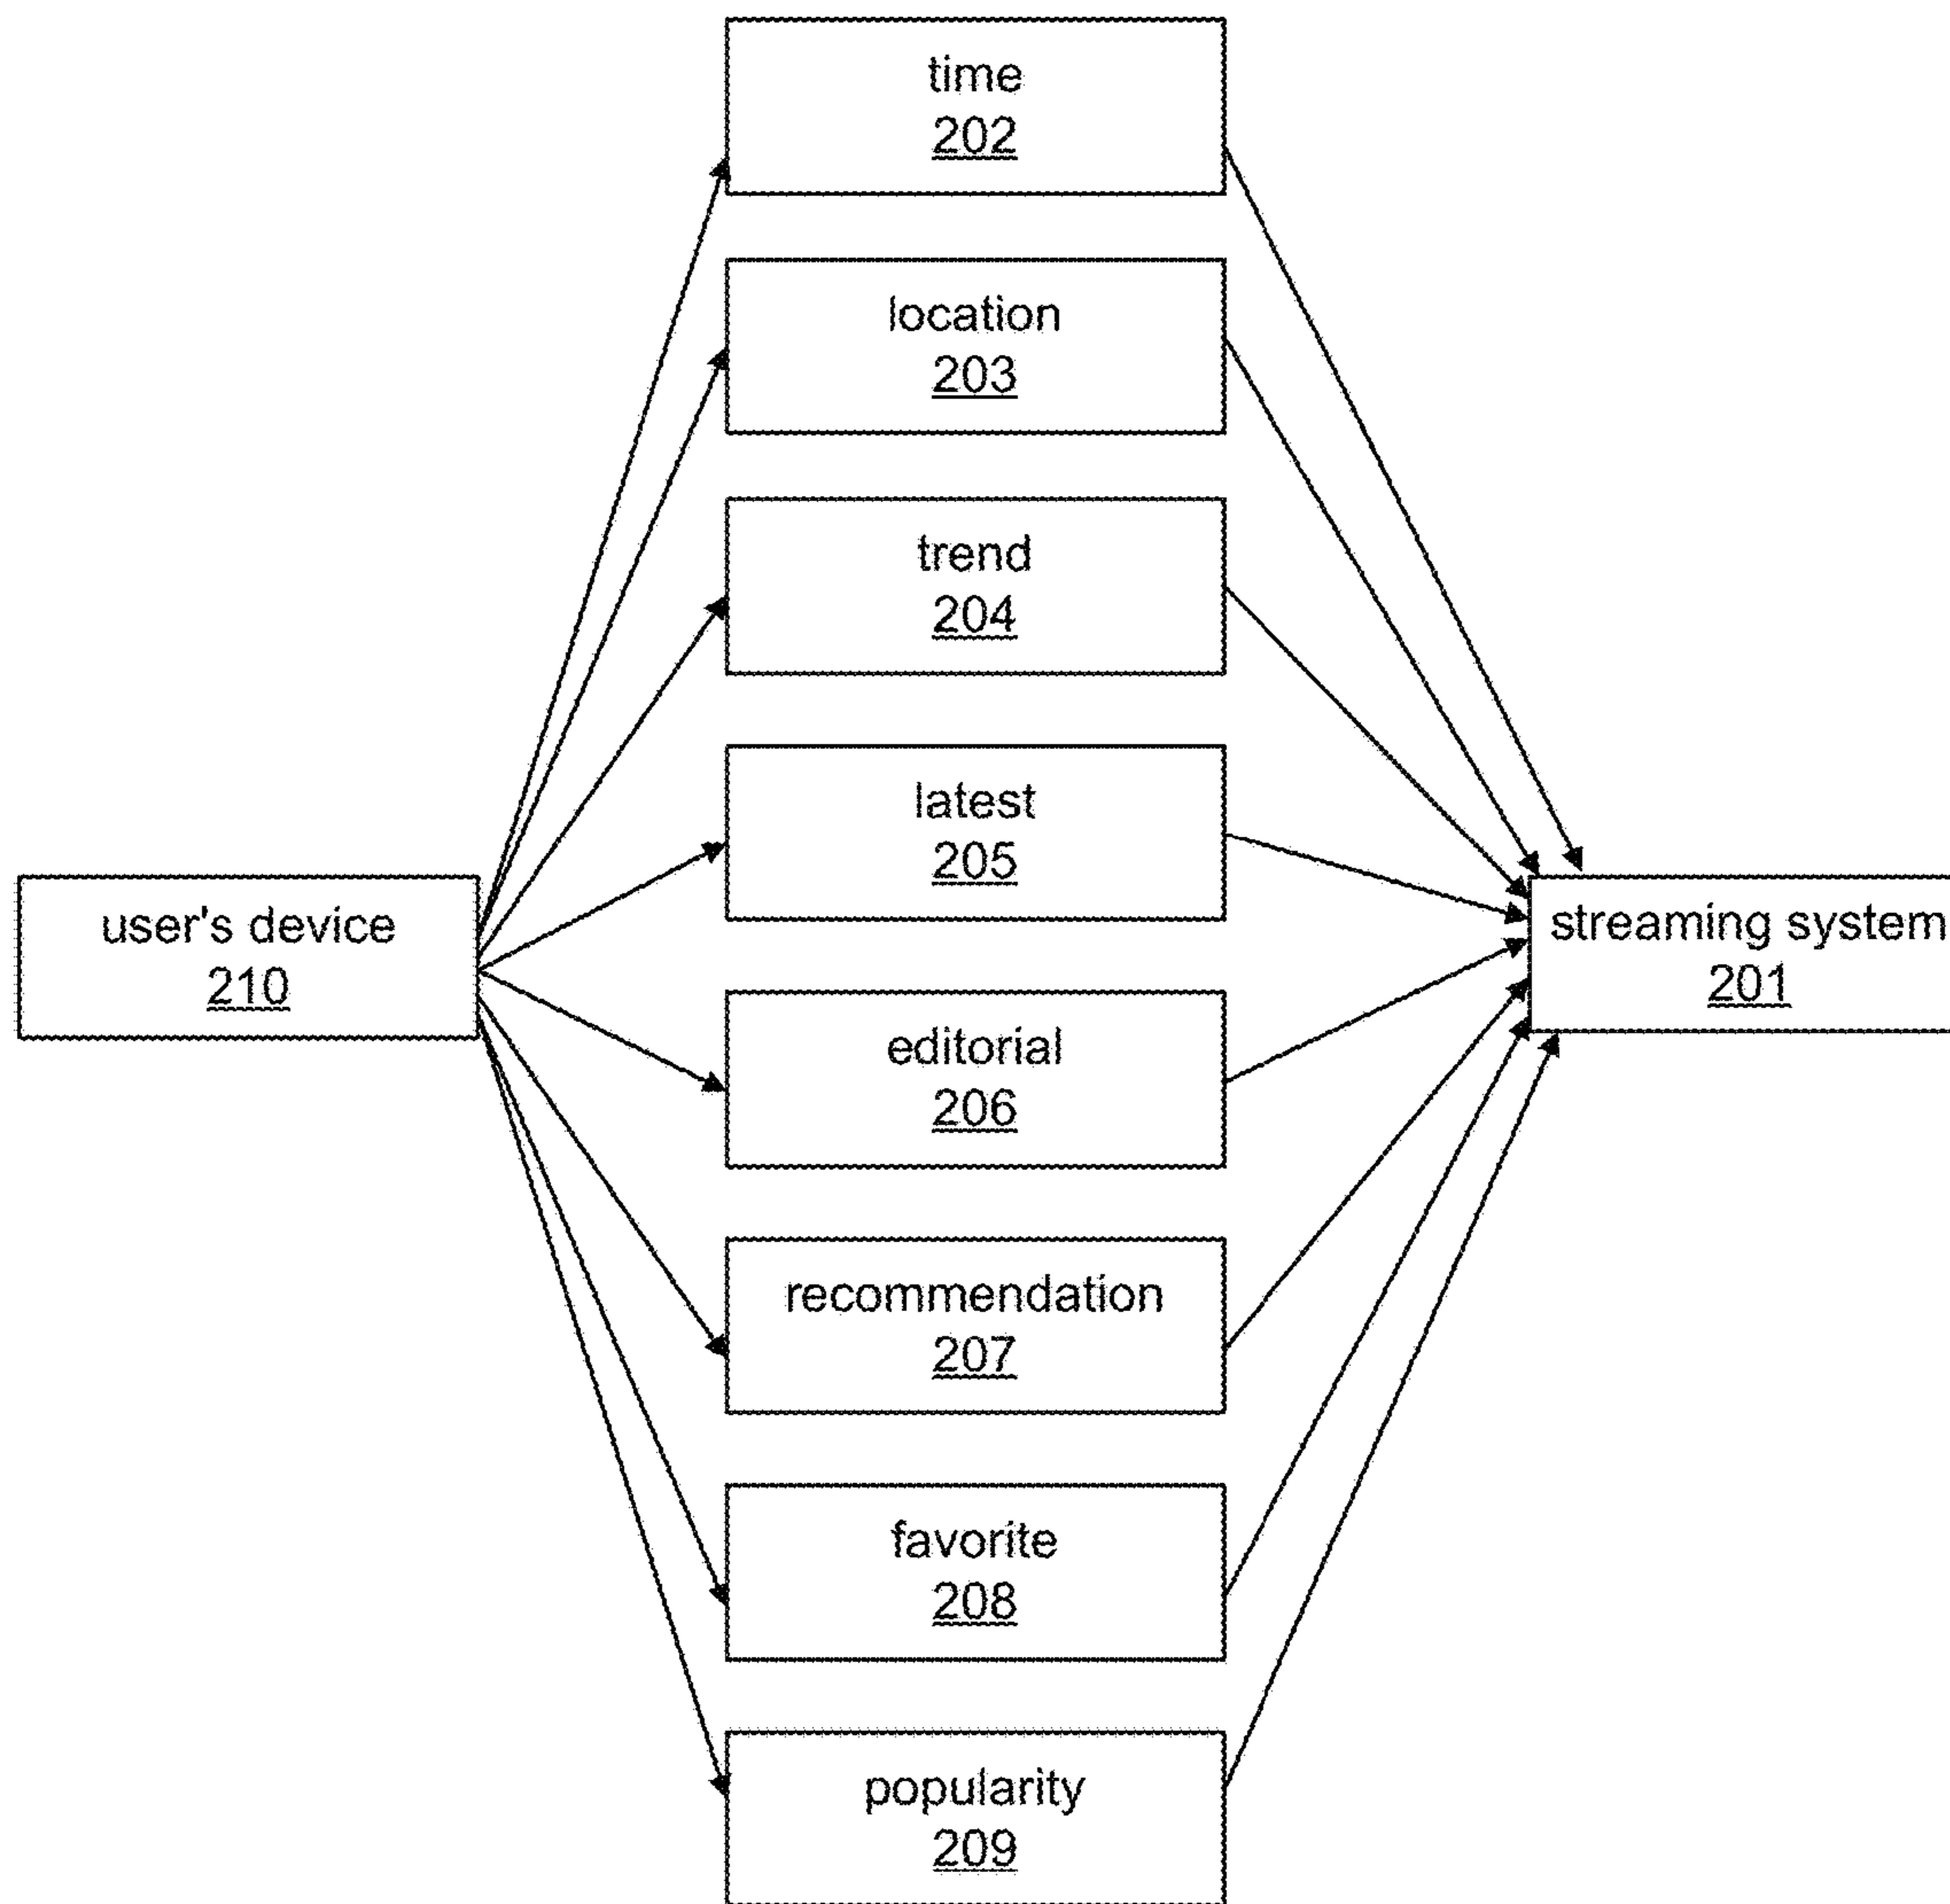 time
202
location
203
trend
204
latest
205
user's device
210
streaming system
201
editorial
206
recommendation
207
favorite
208
popularity
209